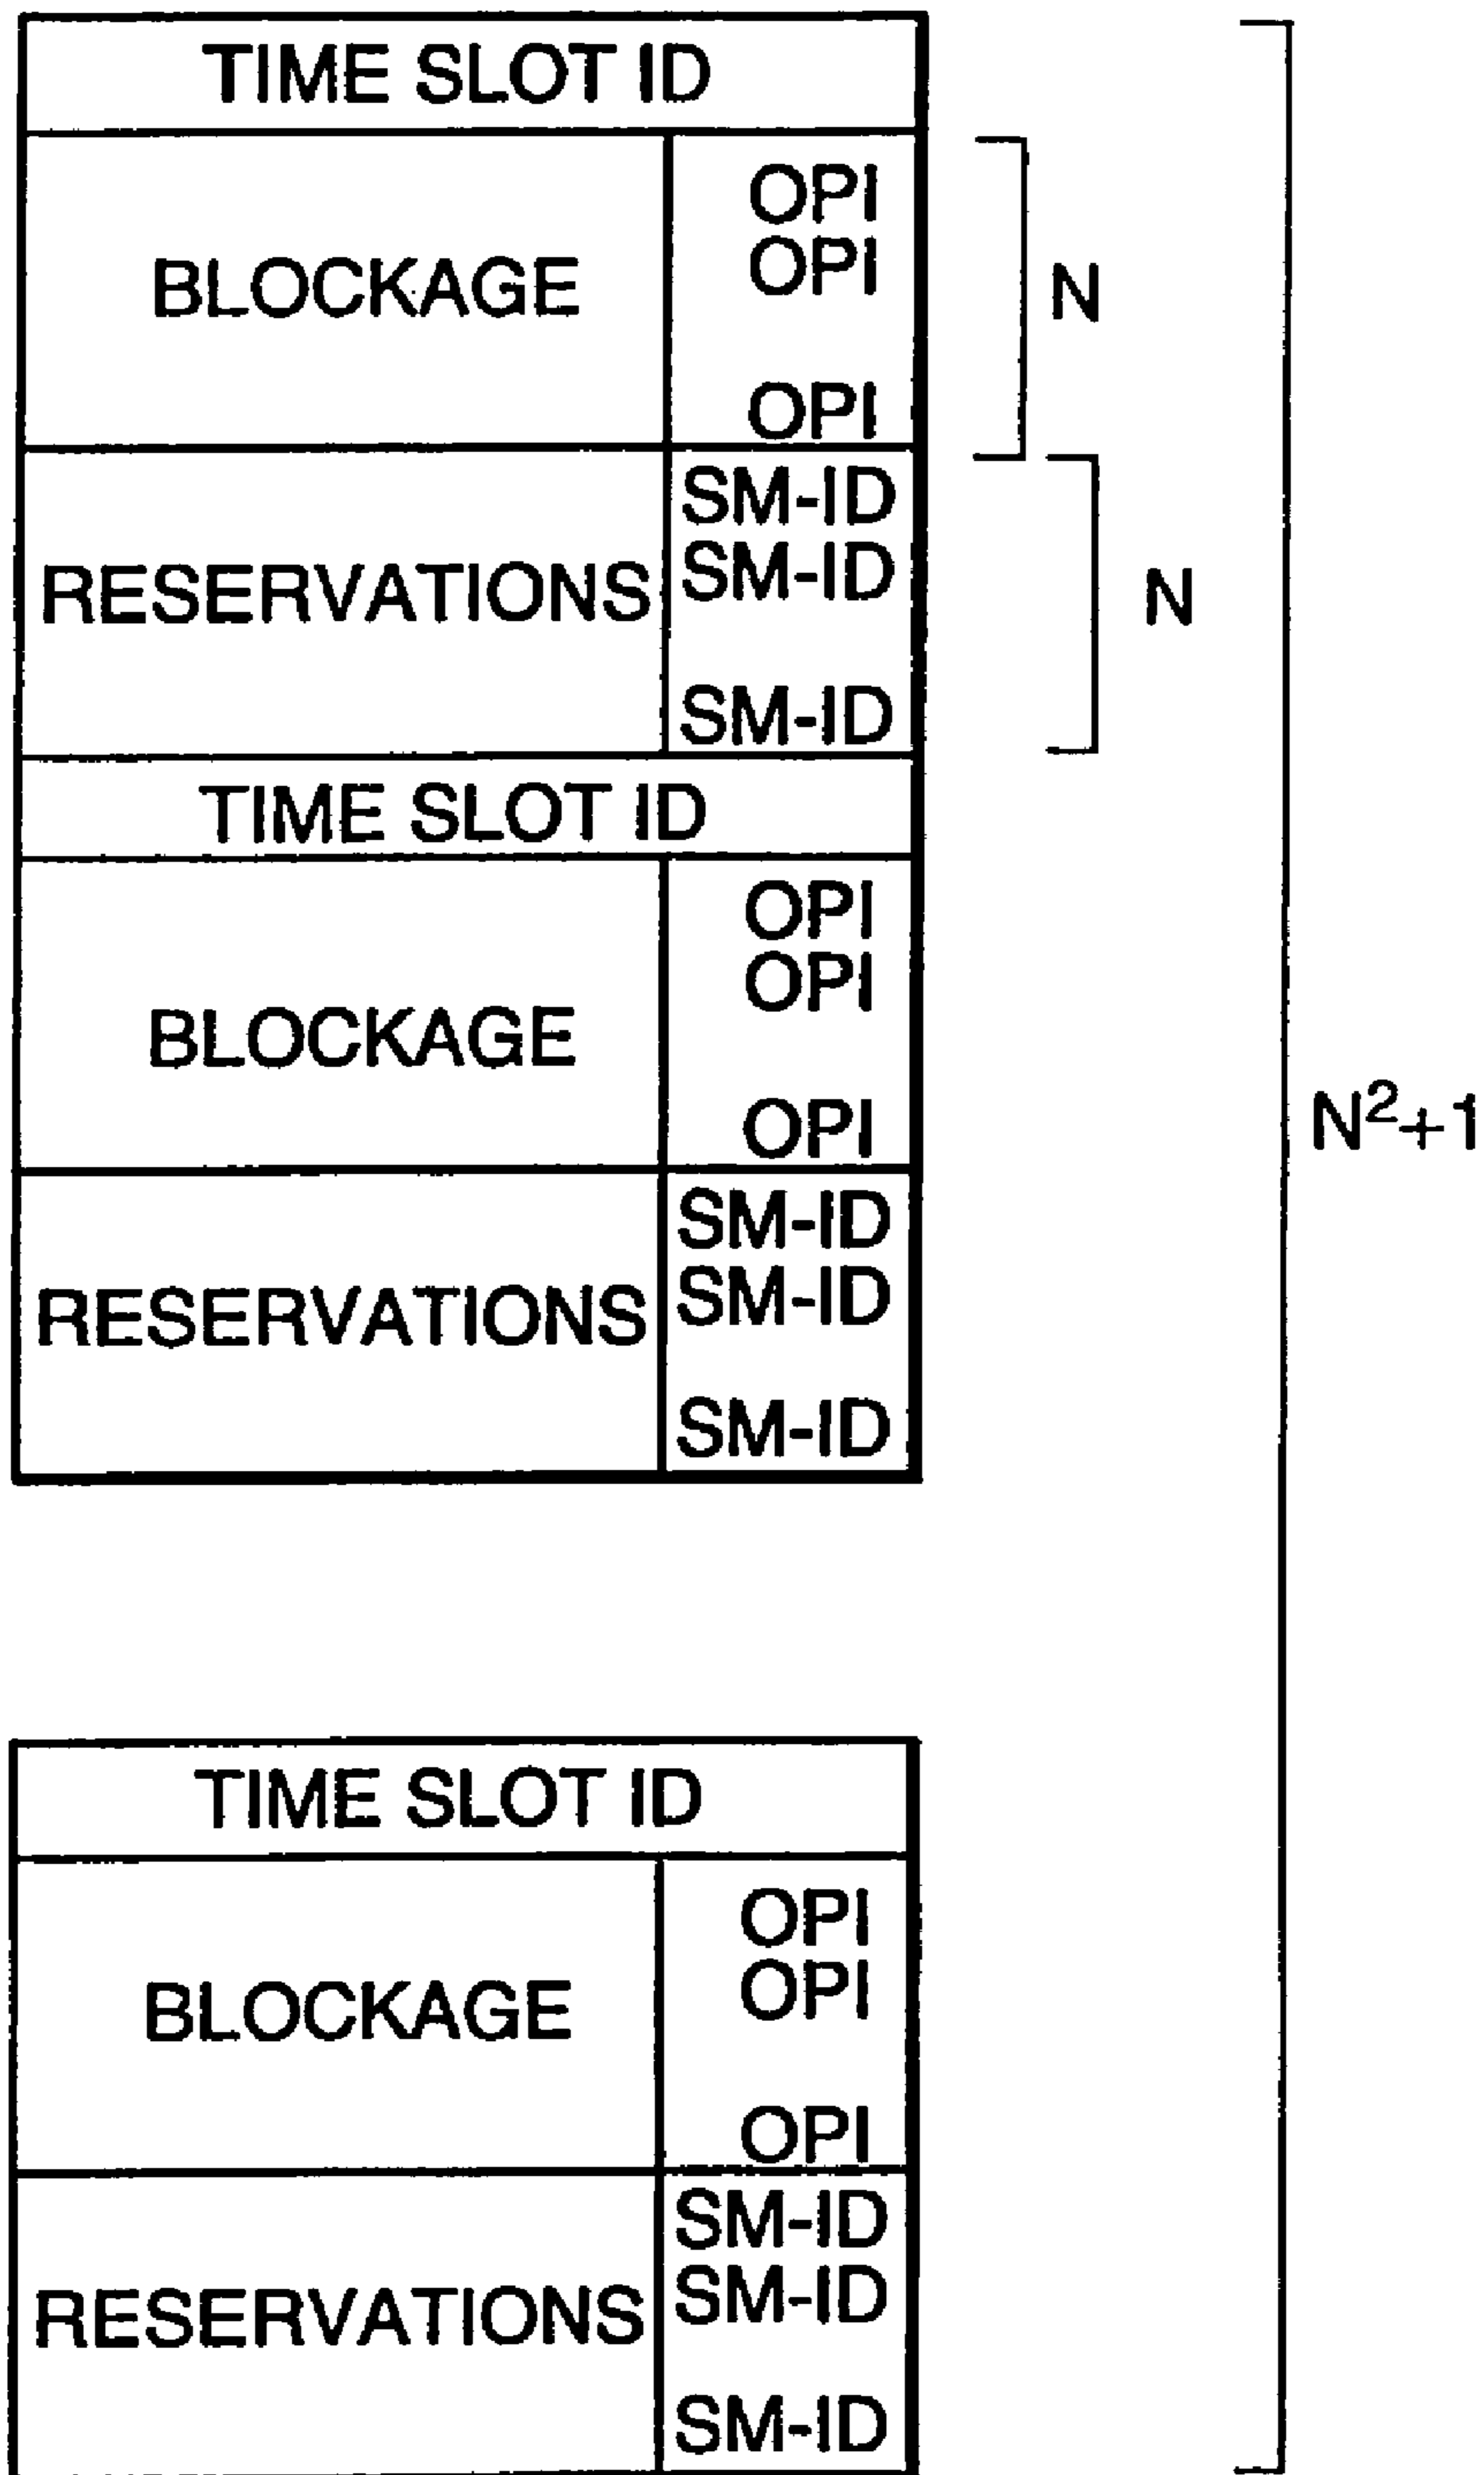 TIME SLOT ID
OPI
OPI
BLOCKAGE
N
OPI
SM-ID
SM-ID
RESERVATIONS
N
SM-ID
TIME SLOT ID
OPI
OPI
BLOCKAGE
OPI
N²+1
SM-ID
SM-ID
RESERVATIONS
SM-ID
TIME SLOT ID
OPI
OPI
BLOCKAGE
OPI
SM-ID
SM-ID
RESERVATIONS
SM-ID